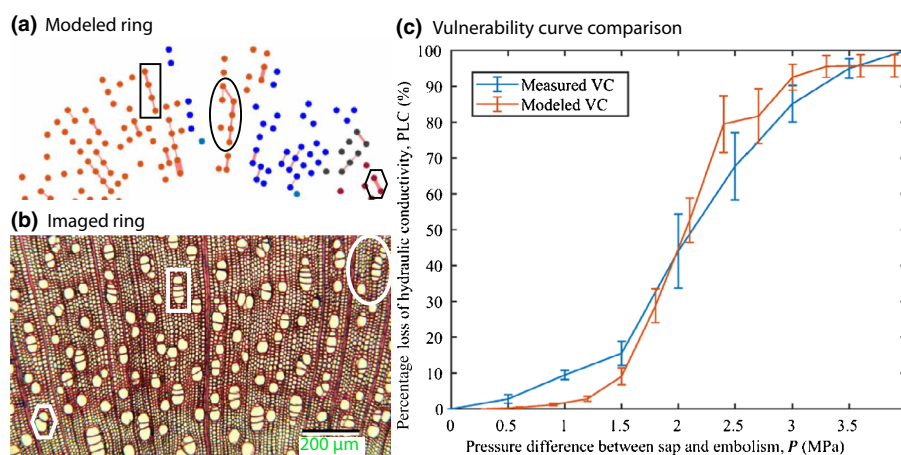 (a) Modeled ring
(b) Imaged ring
200 µm
(c) Vulnerability curve comparison
Percentage loss of hydraulic conductivity, PLC (%)
100
90
80
70
60
50
40
30
20
10
0
Measured VC
Modeled VC
0 0.5 1 1.5 2 2.5 3 3.5
Pressure difference between sap and embolism, P (MPa)